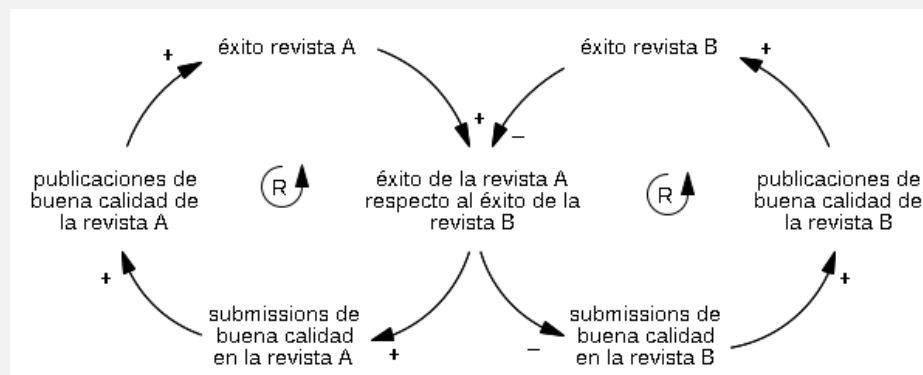 éxito revista A
éxito revista B
+
+
+
–
publicaciones de
buena calidad de
la revista A
R
éxito de la revista A
respecto al éxito de la
revista B
R
publicaciones de
buena calidad de
la revista B
+
+
submissions de
buena calidad
en la revista A
+
–
submissions de
buena calidad
en la revista B